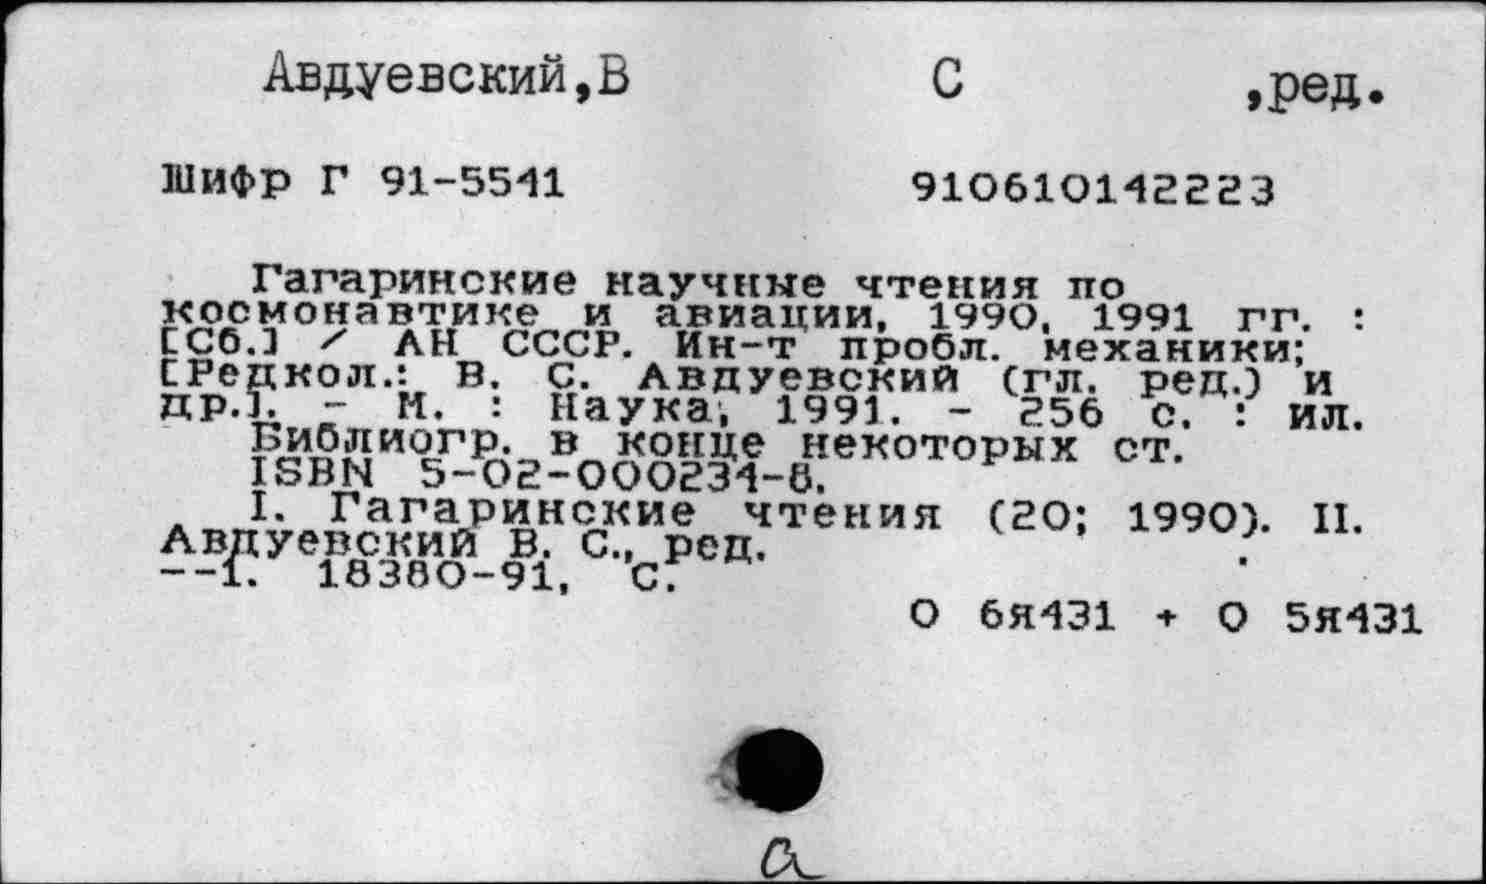 Авдуевский,В С ,ред.
Шифр Г 91-5541 910610142223
Гагаринские научные чтения по
космонавтике и авиации, 1990, 1991 гг. :
[Сб.] / АН СССР. Ин-т пробл. механики;
[Редкол.: В. С. Авдуевский (гл. ред.) и
др.]. - М. : Наука, 1991. - 256 с. : ил.
Библиогр. в конце некоторых ст.
ISBN 5-02-000234-8.
I. Гагаринские чтения (20; 1990). II.
Авдуевский В. С., ред.
--1. 18380-91, С.
О 6я431 + О 5я431